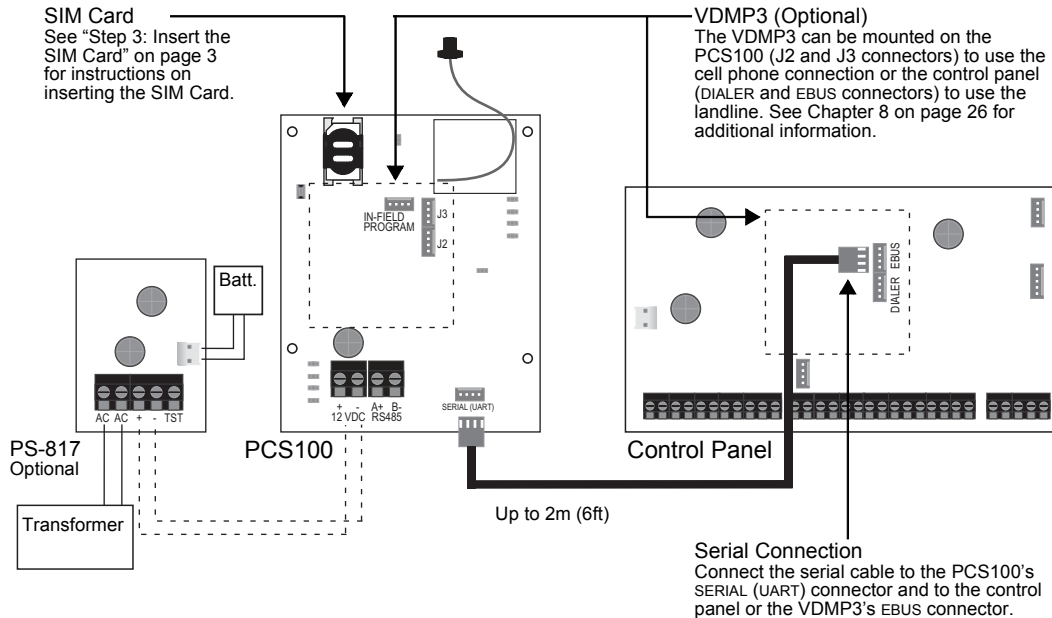 SIM Card
See “Step 3: Insert the
SIM Card” on page 3
for instructions on
inserting the SIM Card.
VDMP3 (Optional)
The VDMP3 can be mounted on the
PCS100 (J2 and J3 connectors) to use the
cell phone connection or the control panel
(DIALER and EBUS connectors) to use the
landline. See Chapter 8 on page 26 for
additional information.
IN-FIELD
PROGRAM
J3
J2
Batt.
EBUS
DIALER
AC AC + - TST
+ - A+ B-
12 VDC RS485
SERIAL (UART)
PS-817
Optional
PCS100
Control Panel
Transformer
Up to 2m (6ft)
Serial Connection
Connect the serial cable to the PCS100’s
SERIAL (UART) connector and to the control
panel or the VDMP3’s EBUS connector.